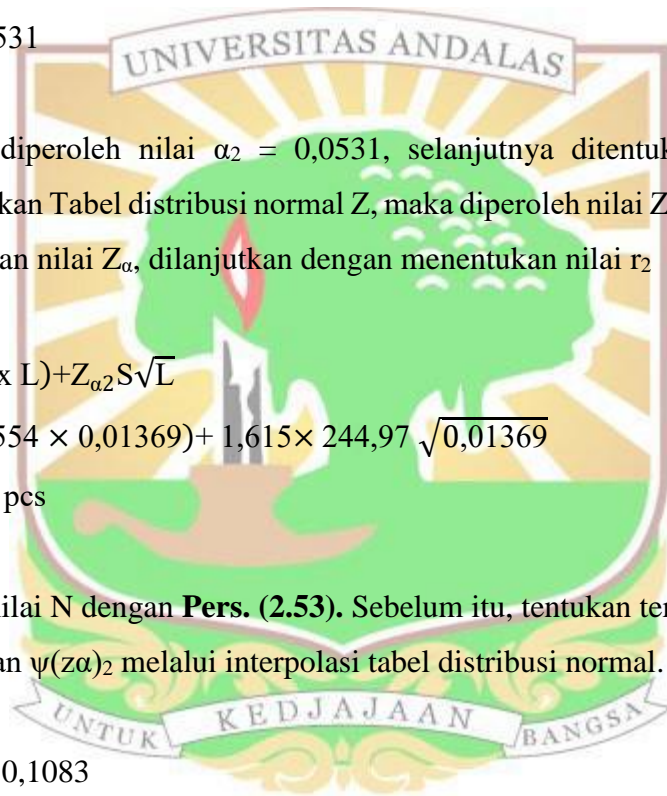 531
UNIVERSITAS ANDALAS
diperoleh nilai α₂ = 0,0531, selanjutnya ditentuk
kan Tabel distribusi normal Z, maka diperoleh nilai Z
an nilai Zα, dilanjutkan dengan menentukan nilai r₂
x L)+Zα₂S√L
554 × 0,01369)+ 1,615× 244,97 √0,01369
pcs
nilai N dengan Pers. (2.53). Sebelum itu, tentukan ter
an ψ(zα)₂ melalui interpolasi tabel distribusi normal.
UNTUK KEDJAJAAN BANGSA
0,1083